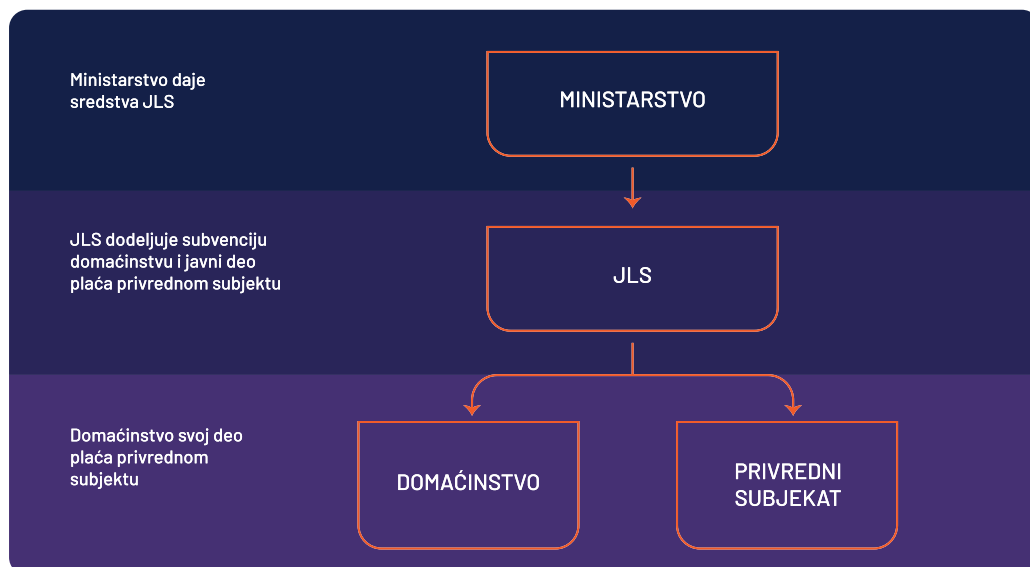 Ministarstvo daje
sredstva JLS
MINISTARSTVO
JLS dodeljuje subvenciju
domaćinstvu i javni deo
plaća privrednom subjektu
JLS
Domaćinstvo svoj deo
plaća privrednom
subjektu
DOMAĆINSTVO
PRIVREDNI
SUBJEKAT